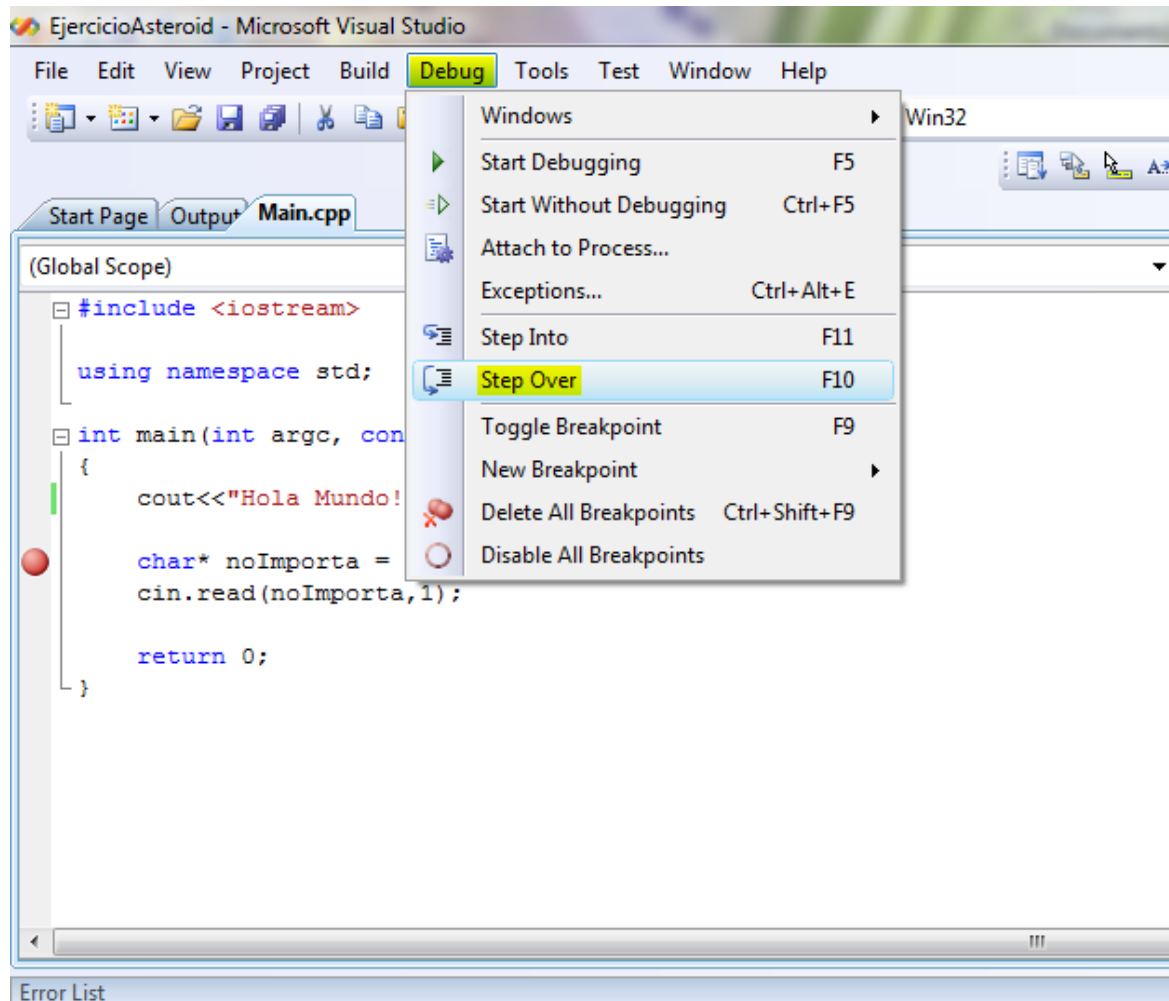 EjercicioAsteroid - Microsoft Visual Studio
File Edit View Project Build Debug Tools Test Window Help
Win32
Start Page Output Main.cpp
(Global Scope)
Windows
Start Debugging F5
Start Without Debugging Ctrl+F5
Attach to Process...
Exceptions... Ctrl+Alt+E
Step Into F11
Step Over F10
Toggle Breakpoint F9
New Breakpoint
Delete All Breakpoints Ctrl+Shift+F9
Disable All Breakpoints
#include <iostream>
using namespace std;
int main(int argc, con
{
cout<<"Hola Mundo!
char* noImporta =
cin.read(noImporta,1);
return 0;
}
Error List